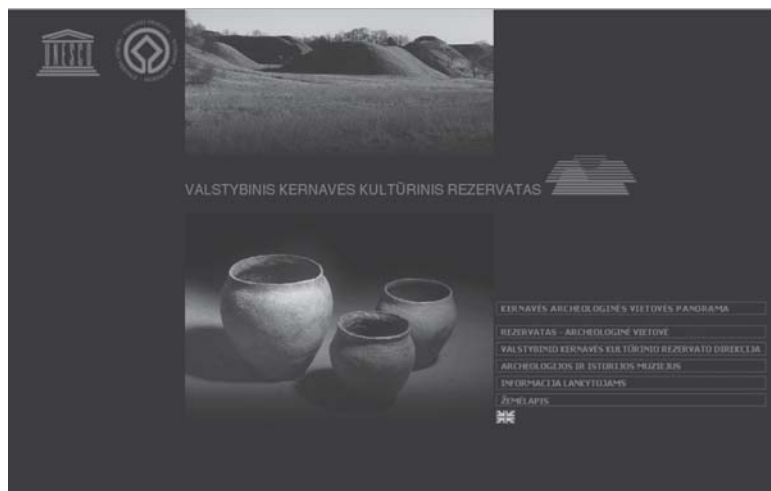 UNESCO
VALSTYBINIS KERNAVĖS KULTŪRINIS REZERVATAS
KERNAVĖS ARCHEOLOGINĖS VIETOVĖS PANORAMA
REZERVATAS - ARCHEOLOGINĖ VIETOVĖ
VALSTYBINIO KERNAVĖS KULTŪRINIO REZERVATO DIREKCIJA
ARCHEOLOGIJOS IR ISTORIJOS MUZIEJUS
INFORMACIJA LANKYTOJAMS
ŽEMĖLAPIS